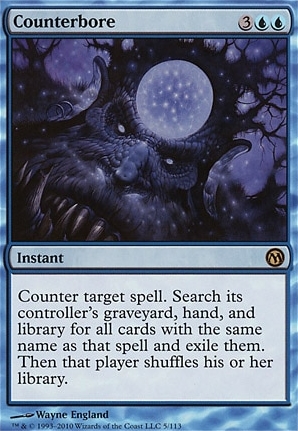 Counterbore 3
Instant
Counter target spell. Search its
controller's graveyard, hand, and
library for all cards with the same
name as that spell and exile them.
Then that player shuffles his or her
library.
Wayne England
™ & © 1993-2010 Wizards of the Coast LLC 5/113